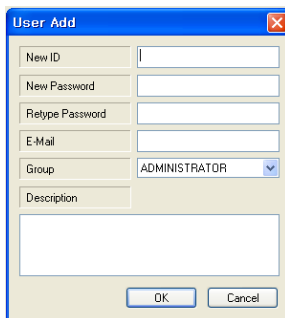 User Add
New ID
New Password
Retype Password
E-Mail
Group ADMINISTRATOR
Description
OK Cancel